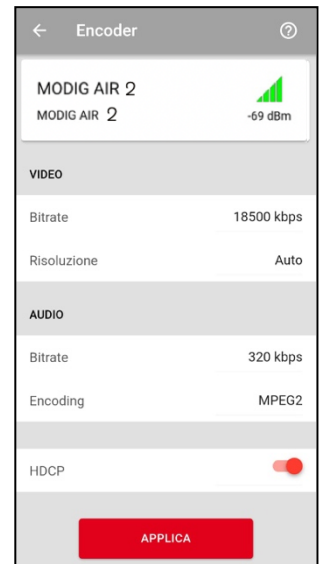 Encoder
MODIG AIR 2
MODIG AIR 2
-69 dBm
VIDEO
Bitrate 18500 kbps
Risoluzione Auto
AUDIO
Bitrate 320 kbps
Encoding MPEG2
HDCP
APPLICA